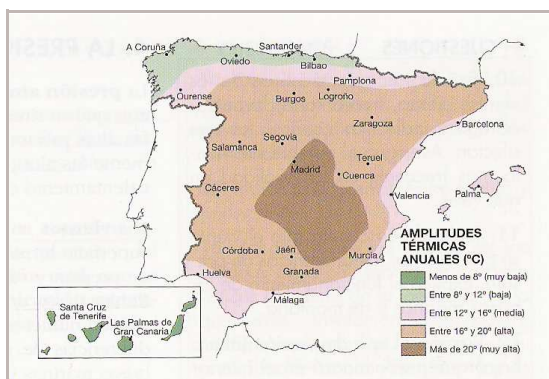 A Coruña
Oviedo
Santander
Bilbao
Pamplona
Ourense
Burgos
Logroño
Zaragoza
Barcelona
Segovia
Salamanca
Madrid
Teruel
Cuenca
Cáceres
Valencia
Palma
Córdoba
Jaén
Murcia
Huelva
Granada
Málaga
Santa Cruz
de Tenerife
Las Palmas de
Gran Canaria
AMPLITUDES
TÉRMICAS
ANUALES (ºC)
Menos de 8º (muy baja)
Entre 8º y 12º (baja)
Entre 12º y 16º (media)
Entre 16º y 20º (alta)
Más de 20º (muy alta)